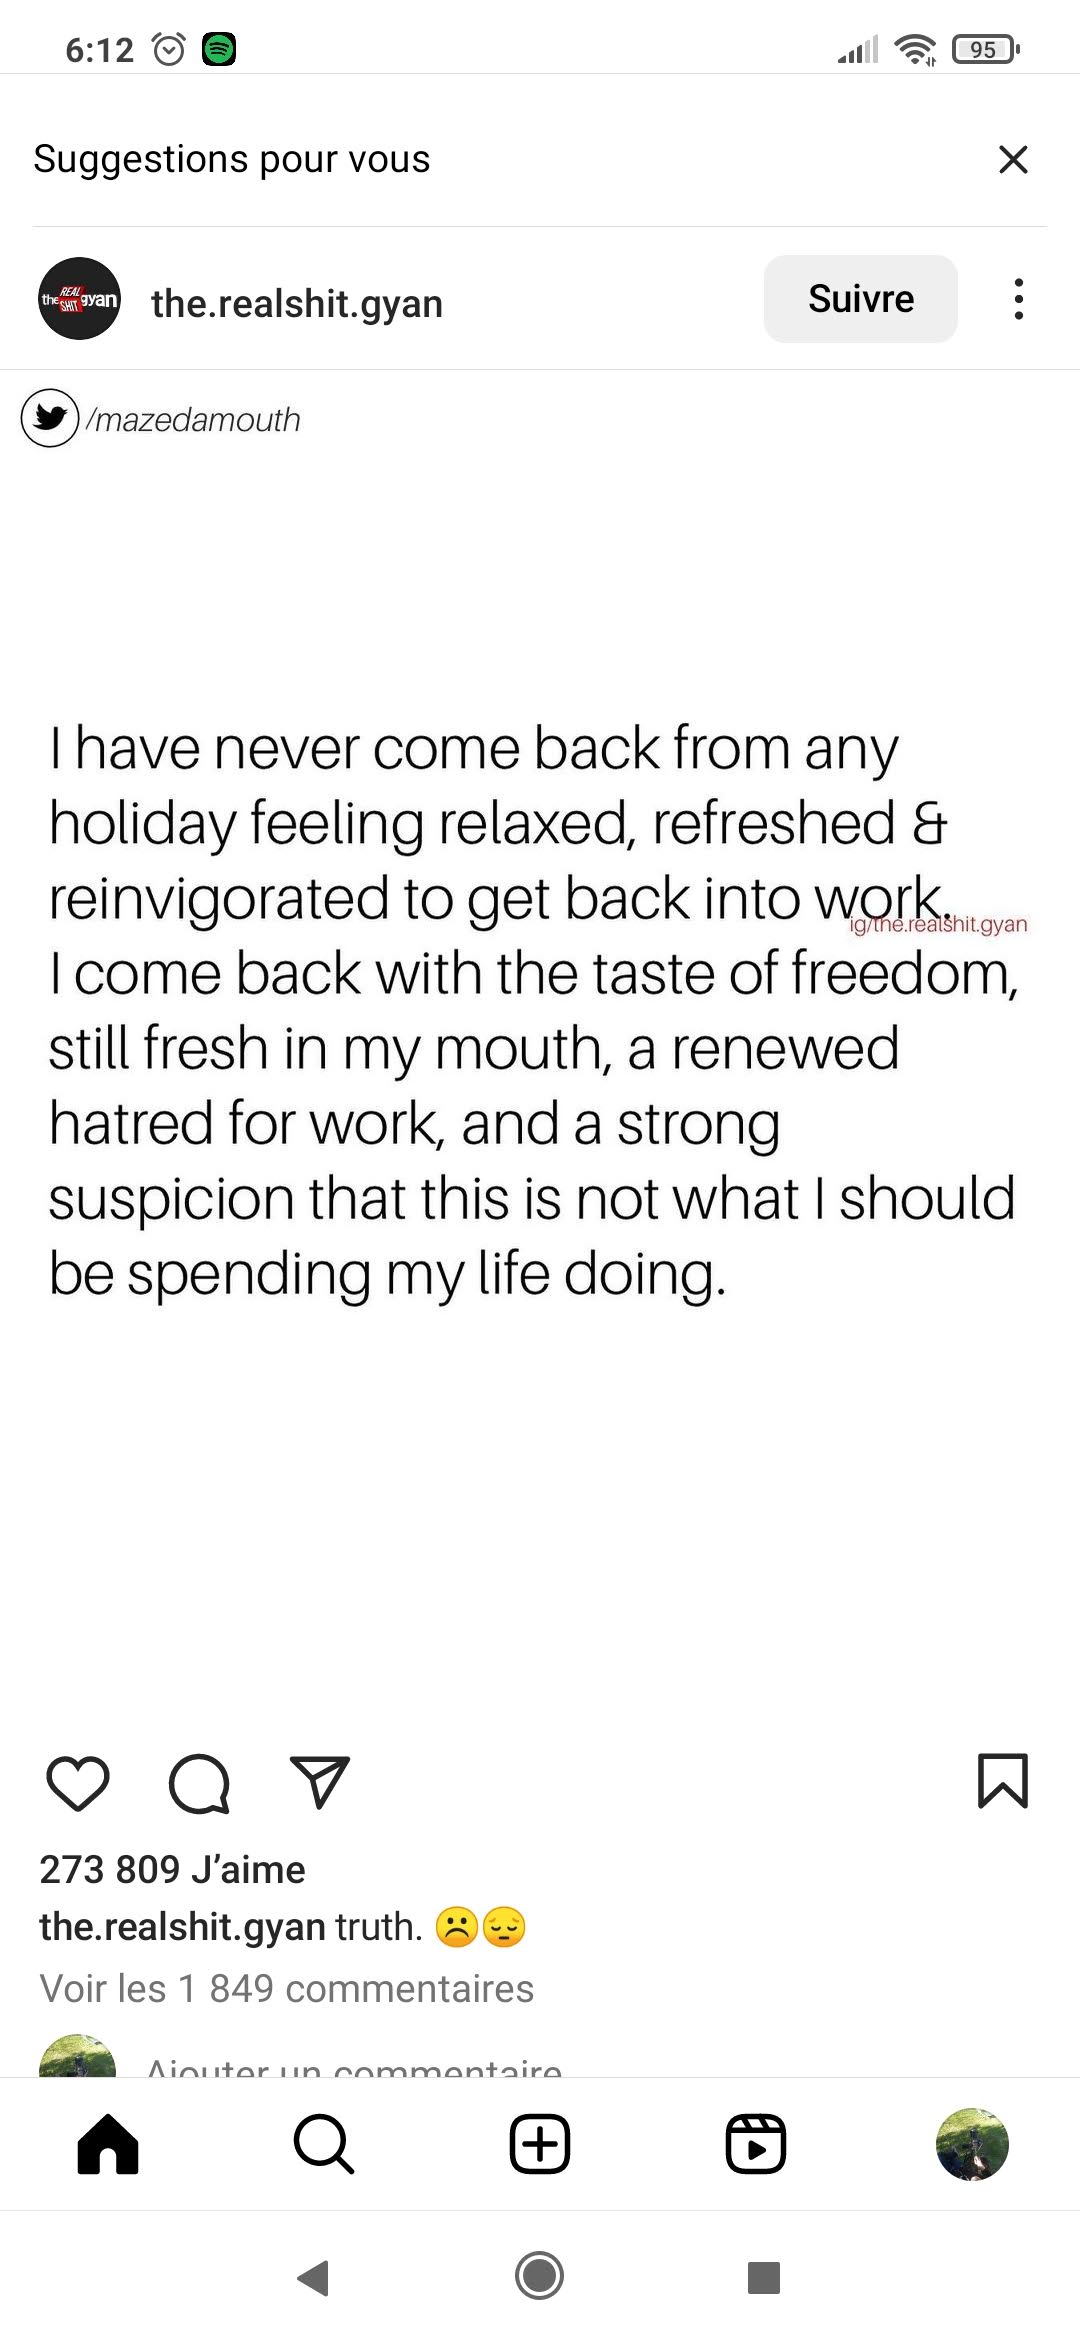 6:12
95
Suggestions pour vous
the REAL SHIT gyan
the.realshit.gyan
Suivre
/mazedamouth
I have never come back from any
holiday feeling relaxed, refreshed &
reinvigorated to get back into work.
ig/the.realshit.gyan
I come back with the taste of freedom,
still fresh in my mouth, a renewed
hatred for work, and a strong
suspicion that this is not what I should
be spending my life doing.
273 809 J’aime
the.realshit.gyan truth. ☹️😔
Voir les 1 849 commentaires
Ajouter un commentaire